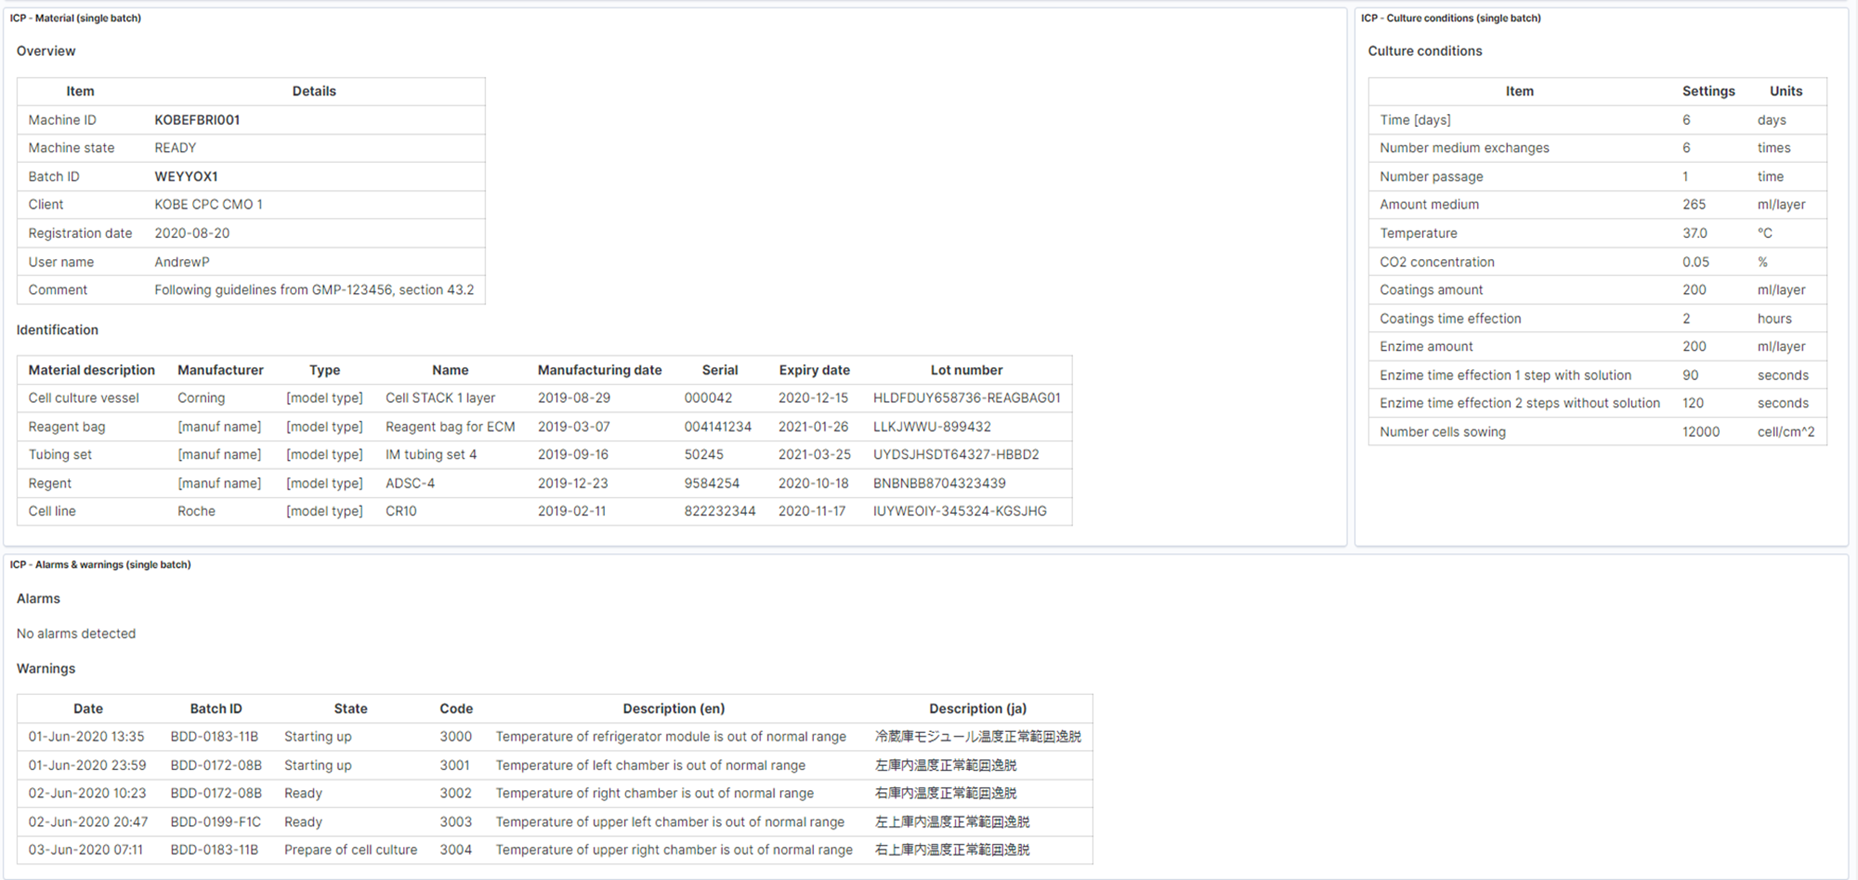 ICP - Material (single batch)
Overview
Item Details
Machine ID KOBEFBRI001
Machine state READY
Batch ID WEYYOX1
Client KOBE CPC CMO 1
Registration date 2020-08-20
User name AndrewP
Comment Following guidelines from GMP-123456, section 43.2
Identification
Material description Manufacturer Type Name Manufacturing date Serial Expiry date Lot number
Cell culture vessel Corning [model type] Cell STACK 1 layer 2019-08-29 000042 2020-12-15 HLDFDUY658736-REAGBAG01
Reagent bag [manuf name] [model type] Reagent bag for ECM 2019-03-07 004141234 2021-01-26 LLKJWWU-899432
Tubing set [manuf name] [model type] IM tubing set 4 2019-09-16 50245 2021-03-25 UYDSJHSDT64327-HBBD2
Regent [manuf name] [model type] ADSC-4 2019-12-23 9584254 2020-10-18 BNBNBB8704323439
Cell line Roche [model type] CR10 2019-02-11 822232344 2020-11-17 IUYWEOIY-345324-KGSJHG
ICP - Culture conditions (single batch)
Culture conditions
Item Settings Units
Time [days] 6 days
Number medium exchanges 6 times
Number passage 1 time
Amount medium 265 ml/layer
Temperature 37.0 °C
CO2 concentration 0.05 %
Coatings amount 200 ml/layer
Coatings time effection 2 hours
Enzime amount 200 ml/layer
Enzime time effection 1 step with solution 90 seconds
Enzime time effection 2 steps without solution 120 seconds
Number cells sowing 12000 cell/cm^2
ICP - Alarms & warnings (single batch)
Alarms
No alarms detected
Warnings
Date Batch ID State Code Description (en) Description (ja)
01-Jun-2020 13:35 BDD-0183-11B Starting up 3000 Temperature of refrigerator module is out of normal range 冷蔵庫モジュール温度正常範囲逸脱
01-Jun-2020 23:59 BDD-0172-08B Starting up 3001 Temperature of left chamber is out of normal range 左庫内温度正常範囲逸脱
02-Jun-2020 10:23 BDD-0172-08B Ready 3002 Temperature of right chamber is out of normal range 右庫内温度正常範囲逸脱
02-Jun-2020 20:47 BDD-0199-F1C Ready 3003 Temperature of upper left chamber is out of normal range 左上庫内温度正常範囲逸脱
03-Jun-2020 07:11 BDD-0183-11B Prepare of cell culture 3004 Temperature of upper right chamber is out of normal range 右上庫内温度正常範囲逸脱